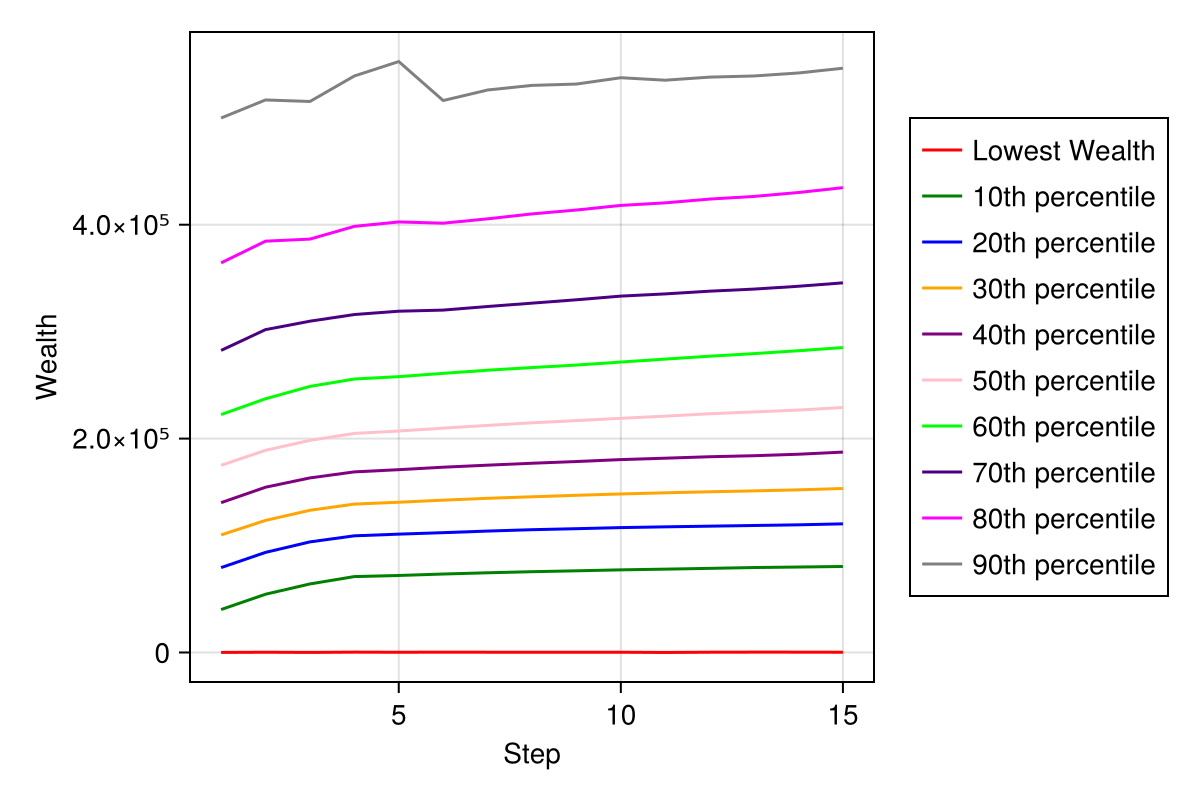 Wealth
4.0×10⁵
2.0×10⁵
0
5
10
15
Step
Lowest Wealth
10th percentile
20th percentile
30th percentile
40th percentile
50th percentile
60th percentile
70th percentile
80th percentile
90th percentile